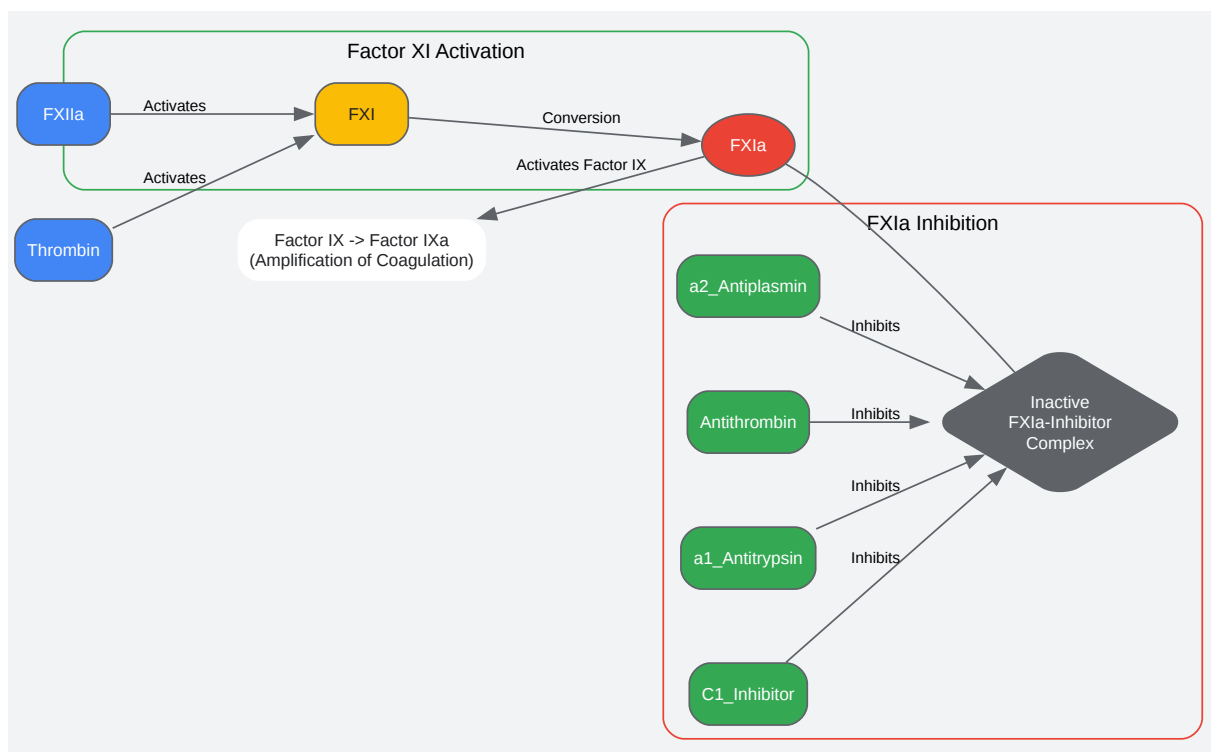 Factor XI Activation
FXIIa
Activates
FXI
Conversion
FXIa
Activates
Activates Factor IX
Thrombin
Factor IX -> Factor IXa
(Amplification of Coagulation)
FXIa Inhibition
a2_Antiplasmin
Inhibits
Antithrombin
Inhibits
Inactive
FXIa-Inhibitor
Complex
Inhibits
a1_Antitrypsin
Inhibits
C1_Inhibitor